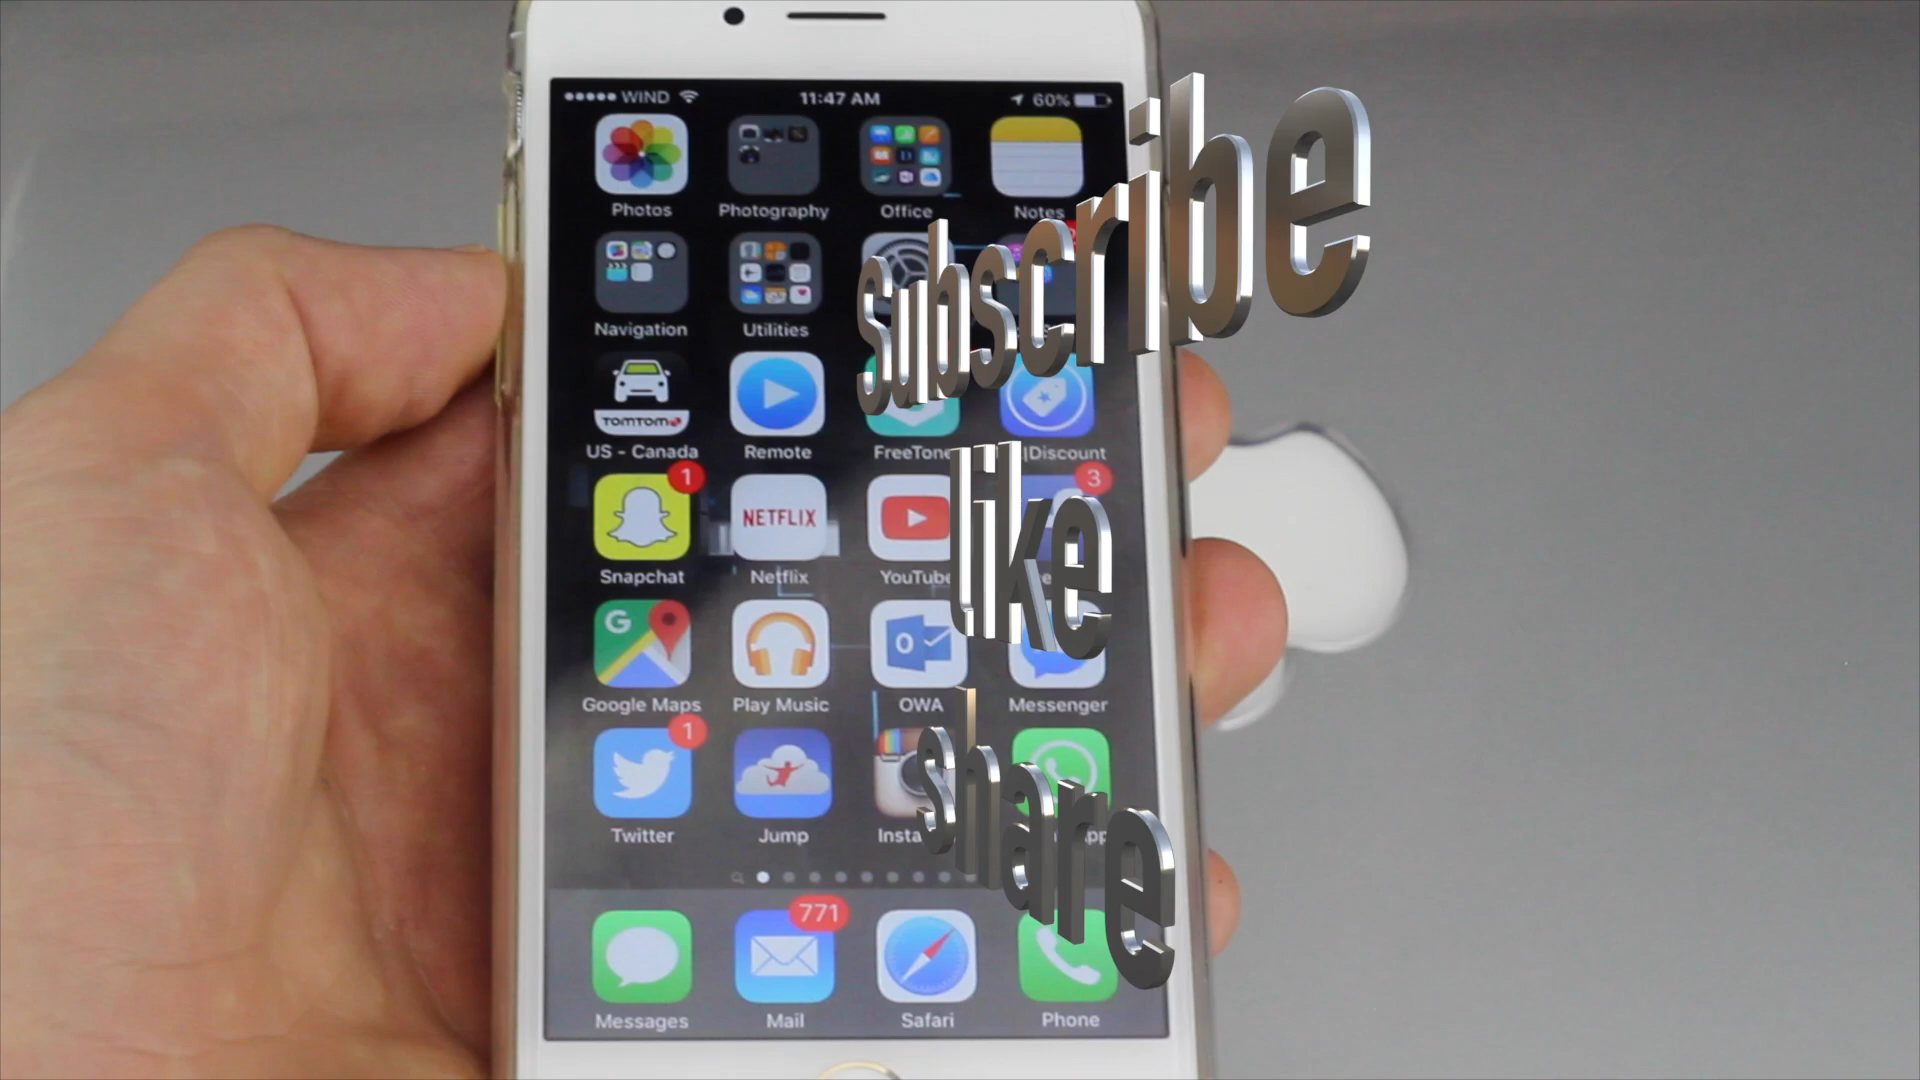 WIND 11:47 AM 60%
Photos Photography Office Notes
Navigation Utilities
TOMTOM
US - Canada Remote FreeTone |Discount
1 3
NETFLIX
Snapchat Netflix YouTube
G O
Google Maps Play Music OWA Messenger
1
Twitter Jump Insta pp
771
Messages Mail Safari Phone
Subscribe
like
share